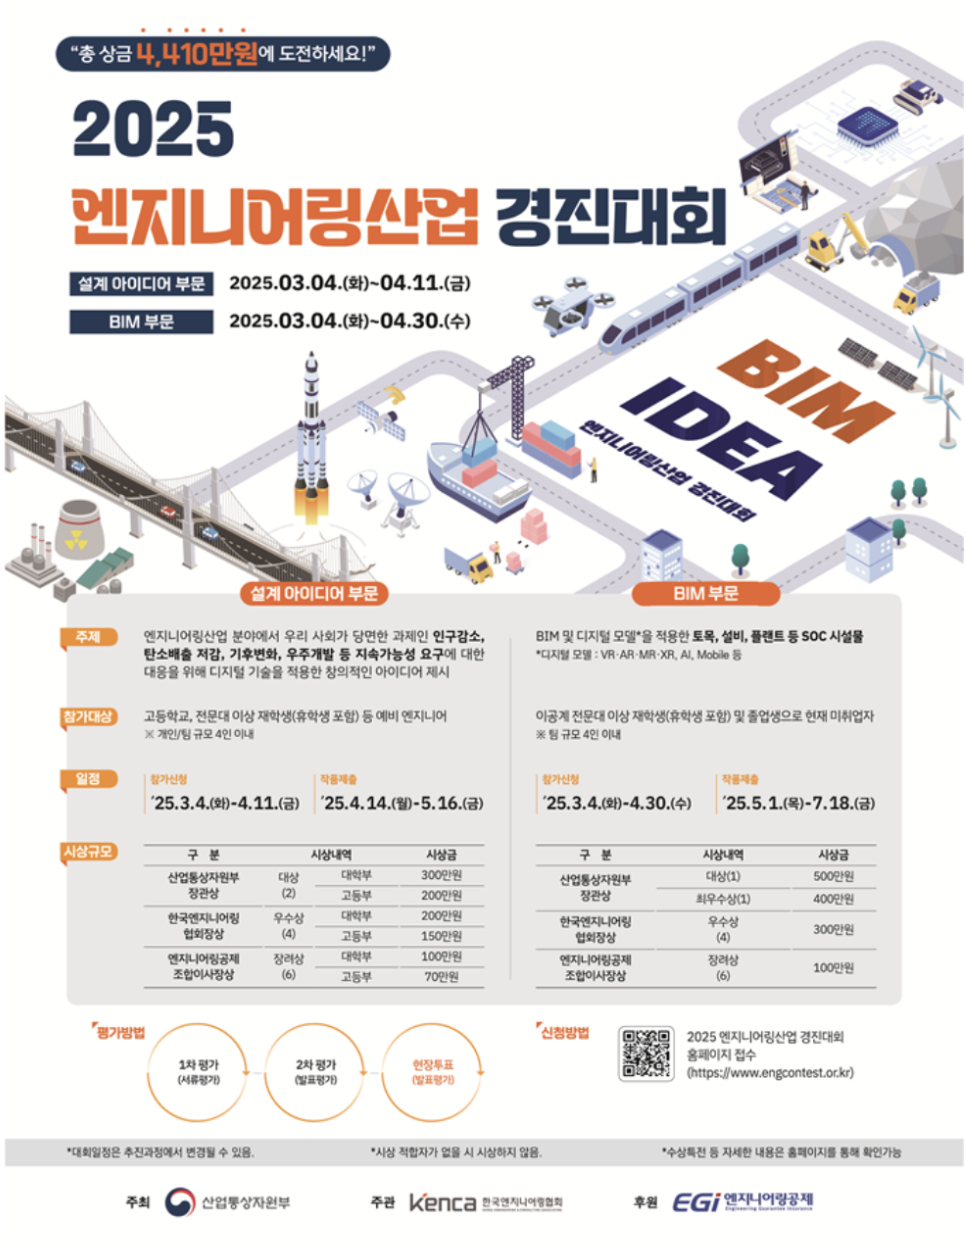 “총 상금 4,410만원에 도전하세요!”
2025
엔지니어링산업 경진대회
설계 아이디어 부문 2025.03.04.(화)~04.11.(금)
BIM 부문 2025.03.04.(화)~04.30.(수)
BIM
IDEA
엔지니어링산업 경진대회
설계 아이디어 부문
주제
엔지니어링산업 분야에서 우리 사회가 당면한 과제인 인구감소,
탄소배출 저감, 기후변화, 우주개발 등 지속가능성 요구에 대한
대응을 위해 디지털 기술을 적용한 창의적인 아이디어 제시
참가대상
고등학교, 전문대 이상 재학생(휴학생 포함) 등 예비 엔지니어
※ 개인/팀 규모 4인 이내
일정
참가신청 작품제출
‘25.3.4.(화)-4.11.(금) ‘25.4.14.(월)-5.16.(금)
시상규모
구 분 시상내역 시상금
산업통상자원부 장관상 대상 (2) 대학부 300만원
고등부 200만원
한국엔지니어링 협회장상 우수상 (4) 대학부 200만원
고등부 150만원
엔지니어링공제 조합이사장상 장려상 (6) 대학부 100만원
고등부 70만원
BIM 부문
BIM 및 디지털 모델*을 적용한 토목, 설비, 플랜트 등 SOC 시설물
*디지털 모델 : VR·AR·MR·XR, AI, Mobile 등
이공계 전문대 이상 재학생(휴학생 포함) 및 졸업생으로 현재 미취업자
※ 팀 규모 4인 이내
참가신청 작품제출
‘25.3.4.(화)-4.30.(수) ‘25.5.1.(목)-7.18.(금)
구 분 시상내역 시상금
산업통상자원부 장관상 대상(1) 500만원
최우수상(1) 400만원
한국엔지니어링 협회장상 우수상 (4) 300만원
엔지니어링공제 조합이사장상 장려상 (6) 100만원
평가방법
1차 평가
(서류평가)
2차 평가
(발표평가)
현장투표
(발표평가)
신청방법
2025 엔지니어링산업 경진대회
홈페이지 접수
(https://www.engcontest.or.kr)
*대회일정은 추진과정에서 변경될 수 있음. *시상 적합자가 없을 시 시상하지 않음. *수상특전 등 자세한 내용은 홈페이지를 통해 확인가능
주최 산업통상자원부 주관 kenca 한국엔지니어링협회 후원 EGI 엔지니어링공제
Engineering Guarantee Insurance